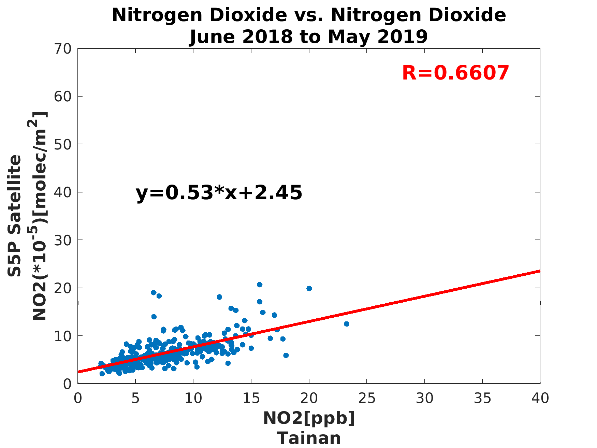 Nitrogen Dioxide vs. Nitrogen Dioxide
June 2018 to May 2019
R=0.6607
y=0.53*x+2.45
S5P Satellite
NO2(*10^-5)[molec/m^2]
70
60
50
40
30
20
10
0
0 5 10 15 20 25 30 35 40
NO2[ppb]
Tainan